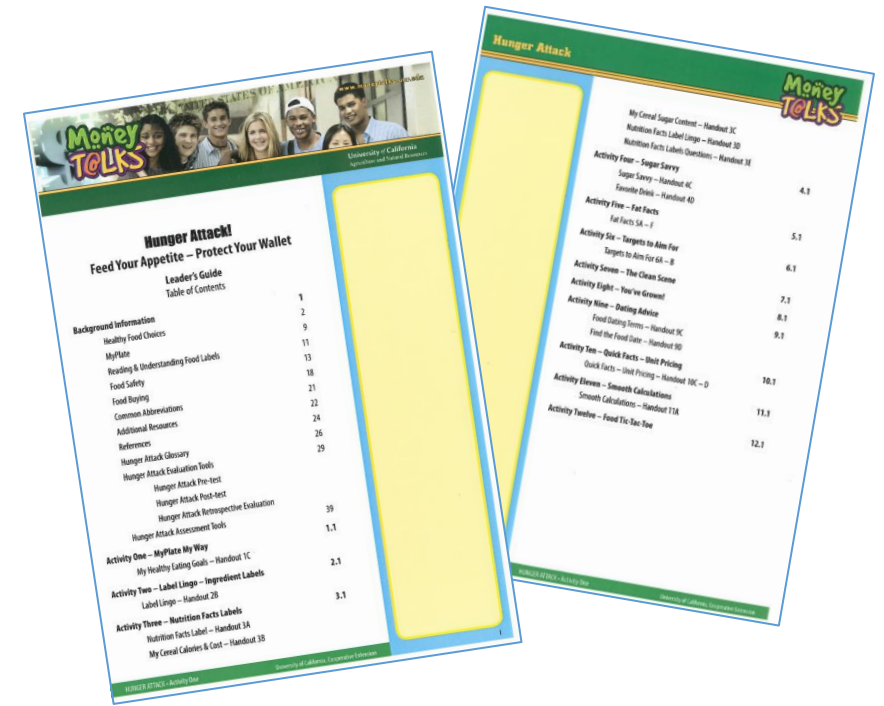 Money
TALKS
University of California
Agriculture and Natural Resources
Hunger Attack!
Feed Your Appetite – Protect Your Wallet
Leader's Guide
Table of Contents
Background Information 1
Healthy Food Choices 2
MyPlate 9
Reading & Understanding Food Labels 11
Food Safety 13
Food Buying 18
Common Abbreviations 21
Additional Resources 22
References 24
Hunger Attack Glossary 26
Hunger Attack Evaluation Tools 29
Hunger Attack Pre-test
Hunger Attack Post-test
Hunger Attack Retrospective Evaluation
Hunger Attack Assessment Tools 39
Activity One – MyPlate My Way 1.1
My Healthy Eating Goals – Handout 1C
Activity Two – Label Lingo – Ingredient Labels 2.1
Label Lingo – Handout 2B
Activity Three – Nutrition Facts Labels 3.1
Nutrition Facts Label – Handout 3A
My Cereal Calories & Cost – Handout 3B
HUNGER ATTACK • Activity One
University of California, Cooperative Extension
Hunger Attack
Money
TALKS
My Cereal Sugar Content – Handout 3C
Nutrition Facts Label Lingo – Handout 3D
Nutrition Facts Labels Questions – Handout 3E
Activity Four – Sugar Savvy 4.1
Sugar Savvy – Handout 4C
Favorite Drink – Handout 4D
Activity Five – Fat Facts 5.1
Fat Facts 5A – F
Activity Six – Targets to Aim For 6.1
Targets to Aim For 6A – B
Activity Seven – The Clean Scene 7.1
Activity Eight – You've Grown! 8.1
Activity Nine – Dating Advice 9.1
Food Dating Terms – Handout 9C
Find the Food Date – Handout 9D
Activity Ten – Quick Facts – Unit Pricing 10.1
Quick Facts – Unit Pricing – Handout 10C – D
Activity Eleven – Smooth Calculations 11.1
Smooth Calculations – Handout 11A
Activity Twelve – Food Tic-Tac-Toe 12.1
HUNGER ATTACK • Activity One
University of California, Cooperative Extension